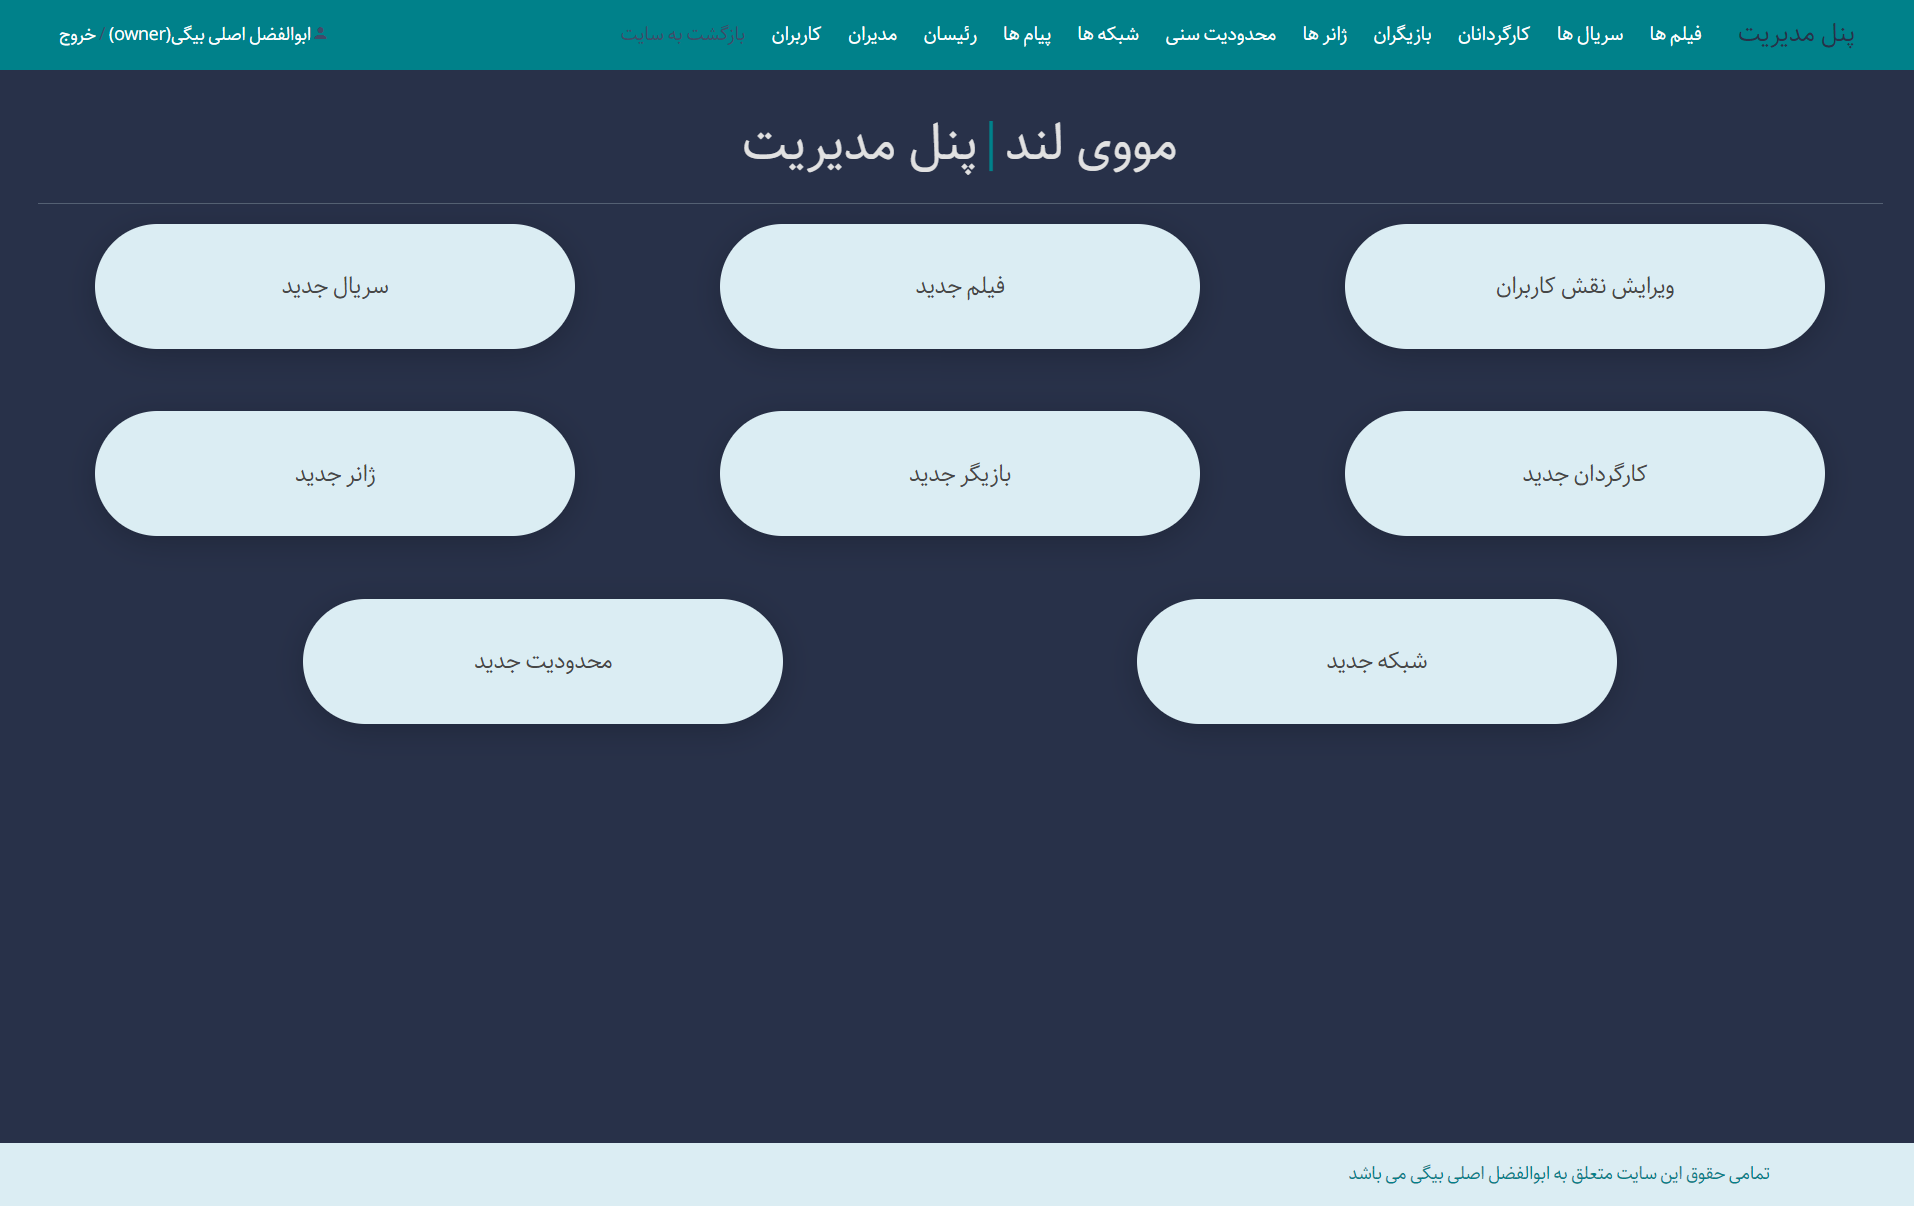 پنل مدیریت فیلم ها سریال ها کارگردانان بازیگران ژانر ها محدودیت سنی شبکه ها پیام ها رئیسان مدیران کاربران بازگشت به سایت ابوالفضل اصلی بیگی(owner) / خروج
مووی لند | پنل مدیریت
ویرایش نقش کاربران
فیلم جدید
سریال جدید
کارگردان جدید
بازیگر جدید
ژانر جدید
شبکه جدید
محدودیت جدید
تمامی حقوق این سایت متعلق به ابوالفضل اصلی بیگی می باشد